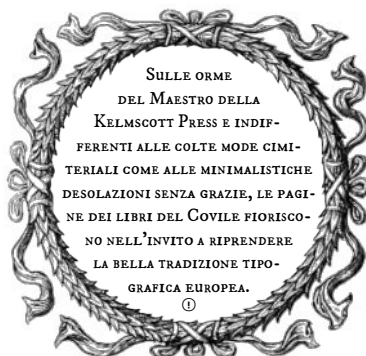 Sulle orme
del Maestro della
Kelmscott Press e indif-
ferenti alle colte mode cimi-
teriali come alle minimalistiche
desolazioni senza grazie, le pagi-
ne dei libri del Covile fiorisco-
no nell'invito a riprendere
la bella tradizione tipo-
grafica europea.
!